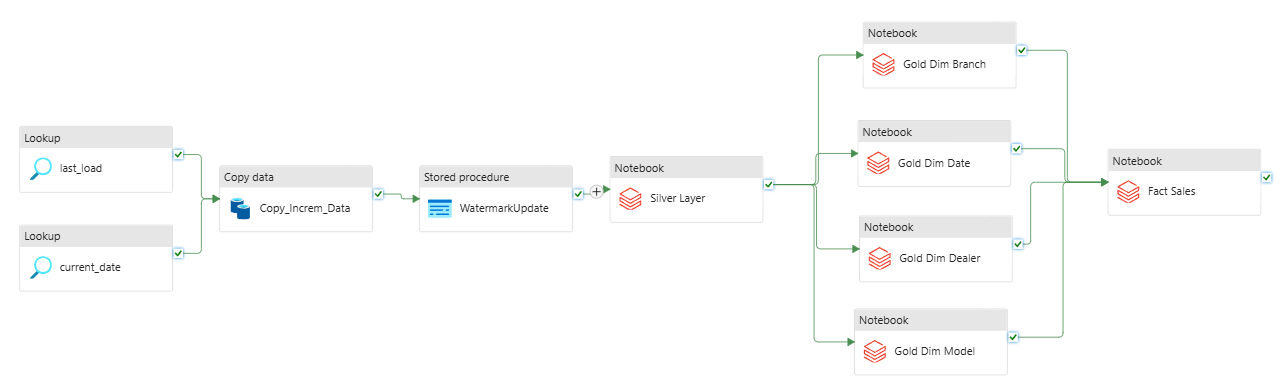 Lookup
last_load
Lookup
current_date
Copy data
Copy_Increm_Data
Stored procedure
WatermarkUpdate
Notebook
Silver Layer
Notebook
Gold Dim Branch
Notebook
Gold Dim Date
Notebook
Gold Dim Dealer
Notebook
Gold Dim Model
Notebook
Fact Sales